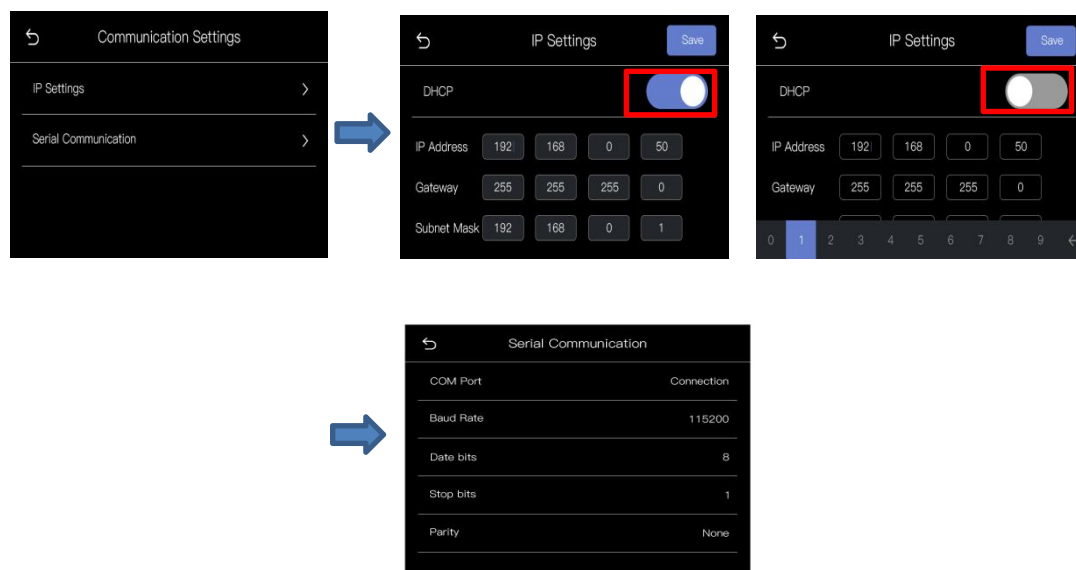 Communication Settings
IP Settings
Serial Communication
IP Settings Save
DHCP
IP Address 192 168 0 50
Gateway 255 255 255 0
Subnet Mask 192 168 0 1
IP Settings Save
DHCP
IP Address 192 168 0 50
Gateway 255 255 255 0
0 1 2 3 4 5 6 7 8 9
Serial Communication
COM Port Connection
Baud Rate 115200
Date bits 8
Stop bits 1
Parity None